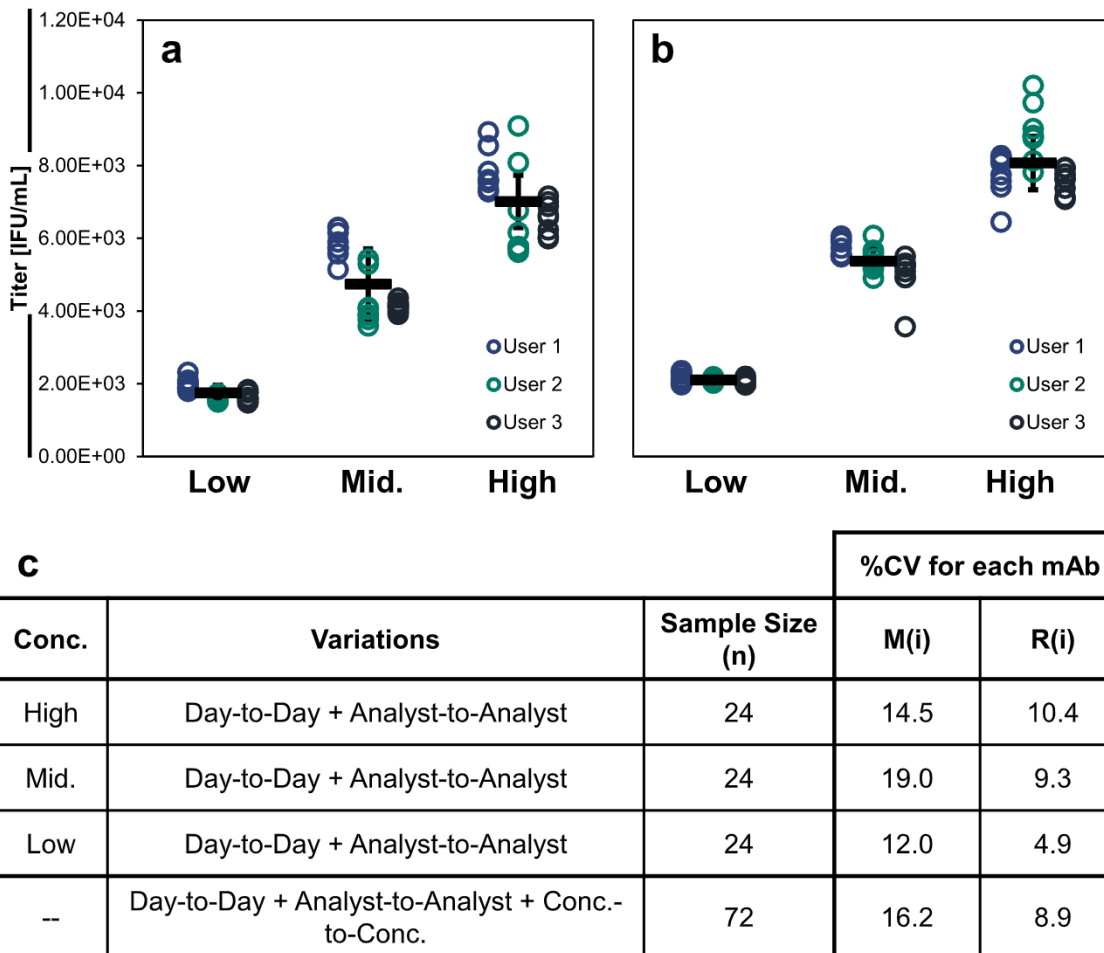 1.20E+04
1.00E+04
8.00E+03
6.00E+03
4.00E+03
2.00E+03
0.00E+00
Titer [IFU/mL]
a
User 1
User 2
User 3
Low Mid. High
b
User 1
User 2
User 3
Low Mid. High
c
%CV for each mAb
Conc. Variations Sample Size (n) M(i) R(i)
High Day-to-Day + Analyst-to-Analyst 24 14.5 10.4
Mid. Day-to-Day + Analyst-to-Analyst 24 19.0 9.3
Low Day-to-Day + Analyst-to-Analyst 24 12.0 4.9
-- Day-to-Day + Analyst-to-Analyst + Conc.-
to-Conc. 72 16.2 8.9